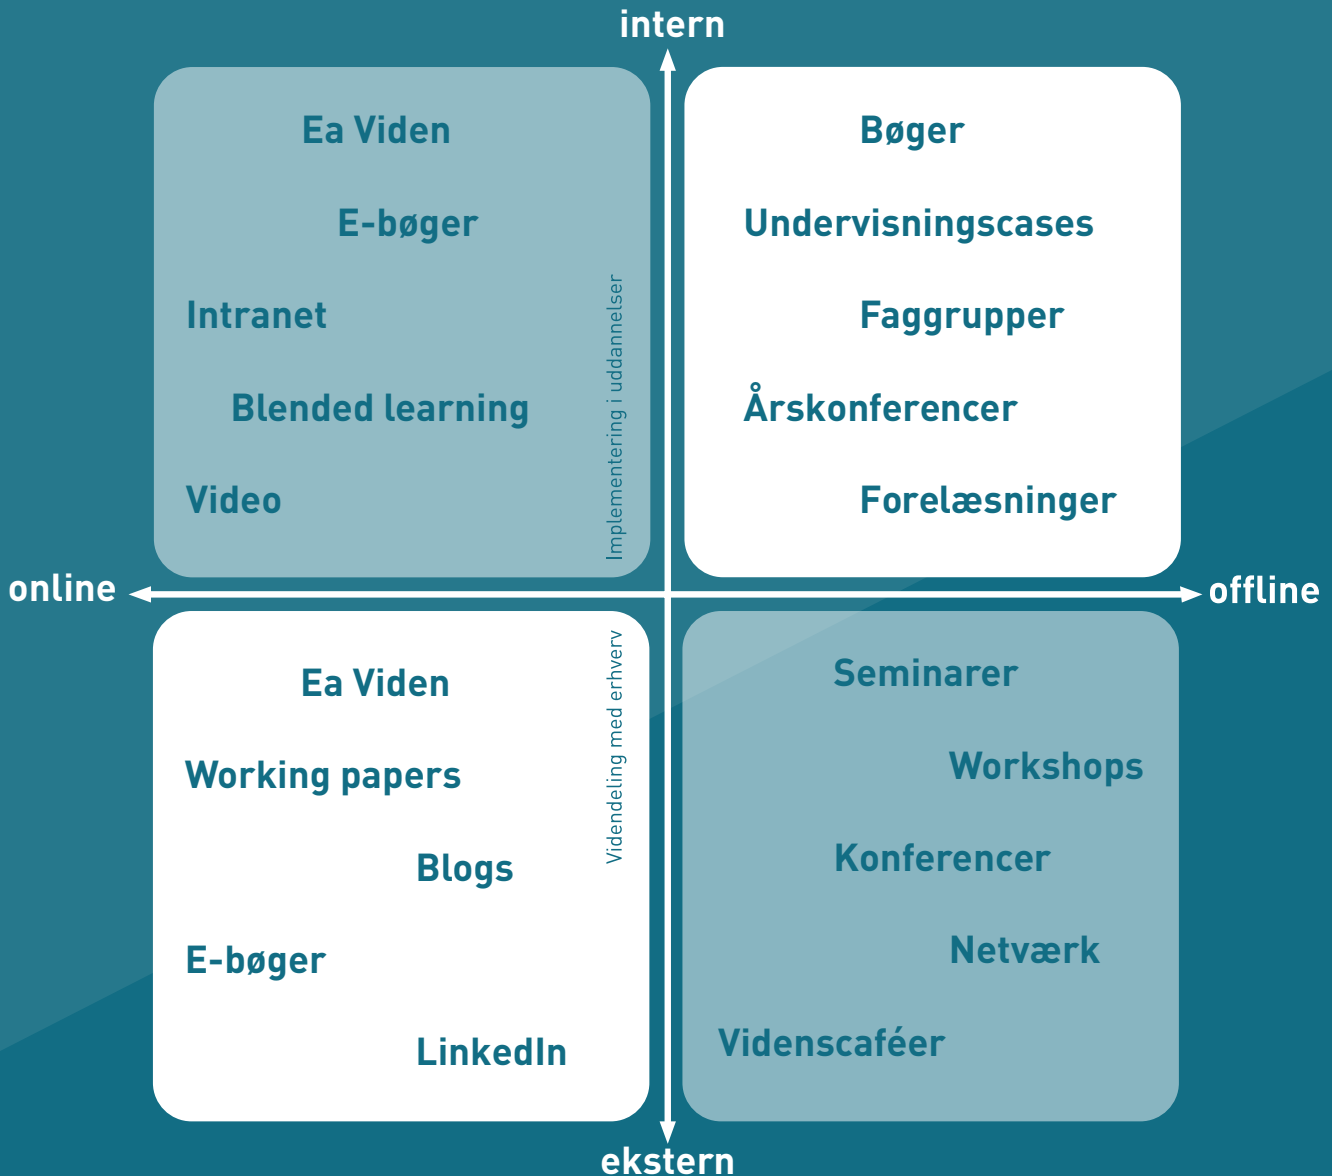 intern
Ea Viden
E-bøger
Intranet
Blended learning
Video
Implementering i uddannelser
Bøger
Undervisningscases
Faggrupper
Årskonferencer
Forelæsninger
online
offline
Ea Viden
Working papers
Blogs
E-bøger
LinkedIn
Videndeling med erhverv
Seminarer
Workshops
Konferencer
Netværk
Videnscaféer
ekstern